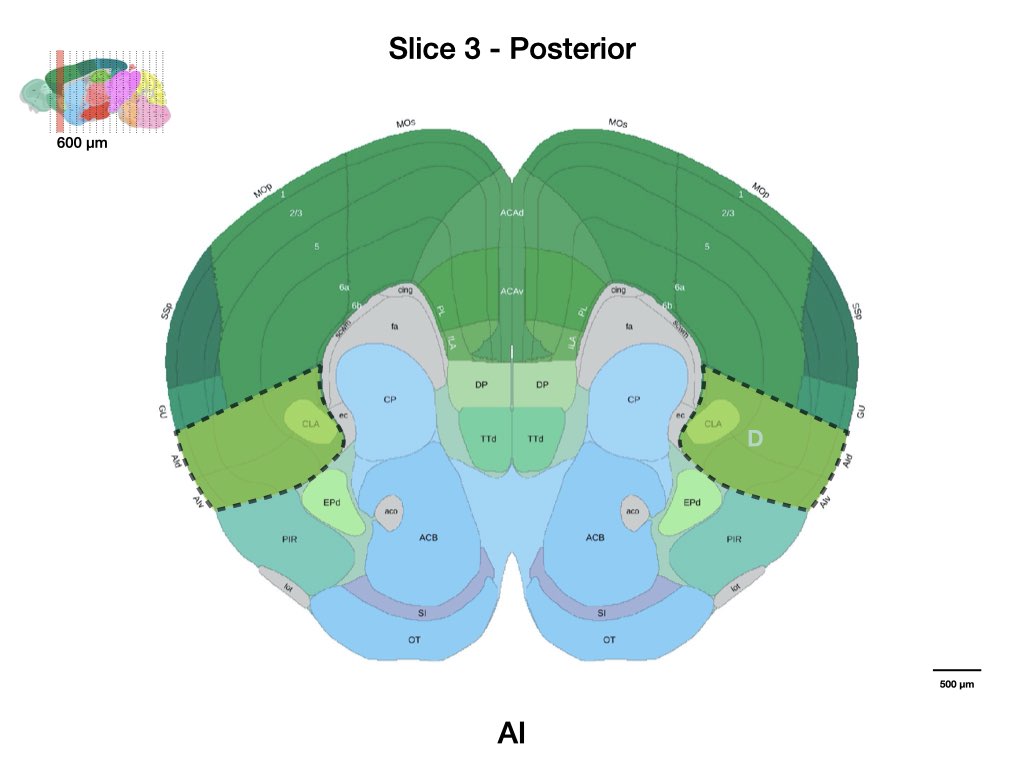 Slice 3 - Posterior
600 µm
MOs MOs
MOp MOp
1 1
ACAd
2/3 2/3
5 5
6a cing ACAv cing 6a
6b 6b
SSp PL PL SSp
fa fa
ILA ILA
DP DP
CP CP
GU ec ec GU
CLA CLA
D
TTd TTd
AId AId
AIv EPd EPd AIv
aco aco
PIR ACB ACB PIR
lot lot
SI SI
OT OT
500 µm
AI